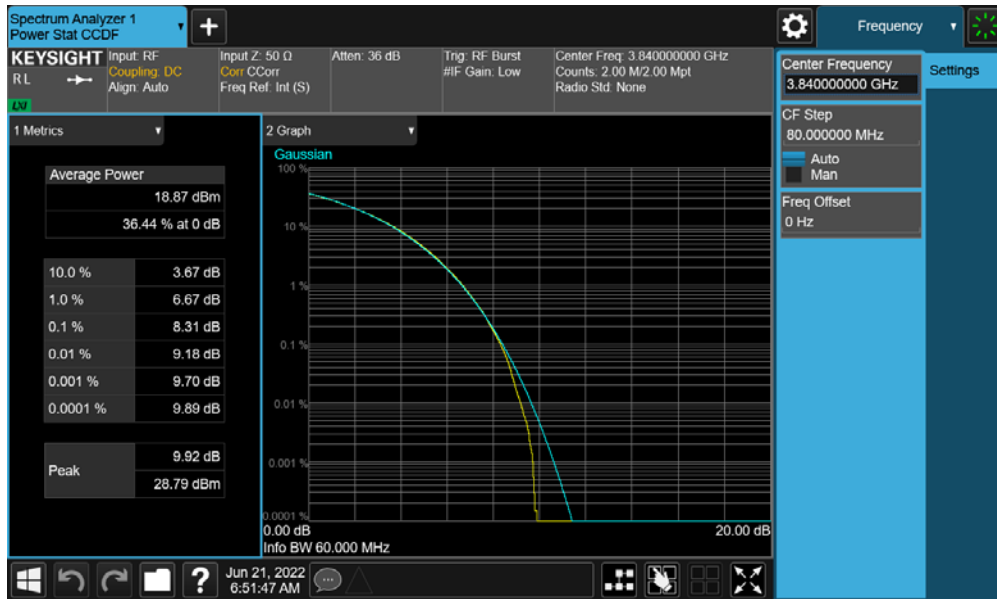 Spectrum Analyzer 1
Power Stat CCDF
+
Frequency
KEYSIGHT
RL
LXI
Input: RF
Coupling: DC
Align: Auto
Input Z: 50 Ω
Corr CCorr
Freq Ref: Int (S)
Atten: 36 dB
Trig: RF Burst
#IF Gain: Low
Center Freq: 3.840000000 GHz
Counts: 2.00 M/2.00 Mpt
Radio Std: None
Center Frequency
3.840000000 GHz
Settings
CF Step
80.000000 MHz
Auto
Man
Freq Offset
0 Hz
1 Metrics
Average Power
18.87 dBm
36.44 % at 0 dB
10.0 % 3.67 dB
1.0 % 6.67 dB
0.1 % 8.31 dB
0.01 % 9.18 dB
0.001 % 9.70 dB
0.0001 % 9.89 dB
Peak
9.92 dB
28.79 dBm
2 Graph
Gaussian
100 %
10 %
1 %
0.1 %
0.01 %
0.001 %
0.0001 %
0.00 dB 20.00 dB
Info BW 60.000 MHz
?
Jun 21, 2022
6:51:47 AM